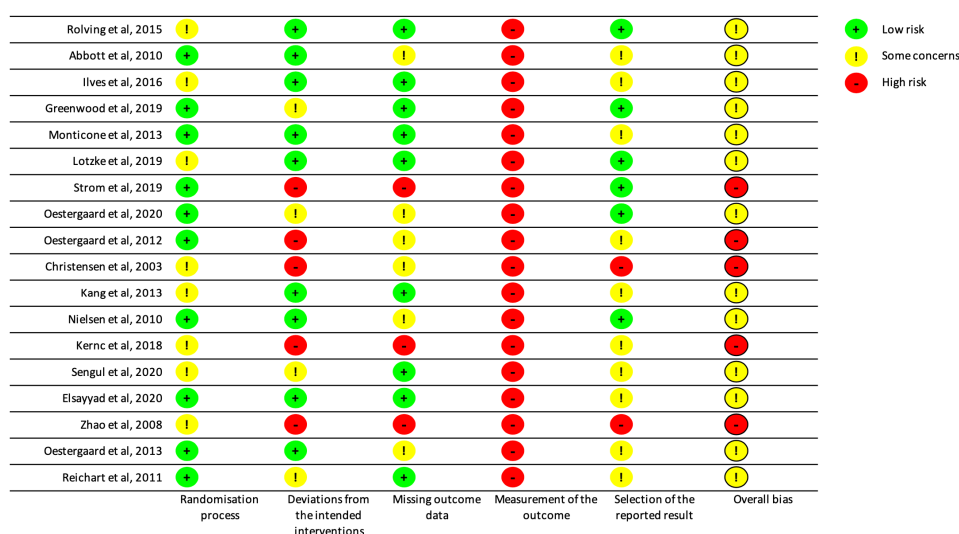 Rolving et al, 2015 ! + + - + !
Low risk +
Abbott et al, 2010 + + ! - ! !
Some concerns !
Ilves et al, 2016 ! + + - ! !
High risk -
Greenwood et al, 2019 + ! + - + !
Monticone et al, 2013 + + + - ! !
Lotzke et al, 2019 ! + + - + !
Strom et al, 2019 + - - - + -
Oestergaard et al, 2020 + ! ! - + !
Oestergaard et al, 2012 + - ! - ! -
Christensen et al, 2003 ! - ! - - -
Kang et al, 2013 ! + + - ! !
Nielsen et al, 2010 + + ! - + !
Kernc et al, 2018 ! - - - ! -
Sengul et al, 2020 ! ! + - ! !
Elsayyad et al, 2020 + + + - ! !
Zhao et al, 2008 ! - - - - -
Oestergaard et al, 2013 + + ! - ! !
Reichart et al, 2011 + ! + - ! !
Randomisation
process
Deviations from
the intended
interventions
Missing outcome
data
Measurement of the
outcome
Selection of the
reported result
Overall bias